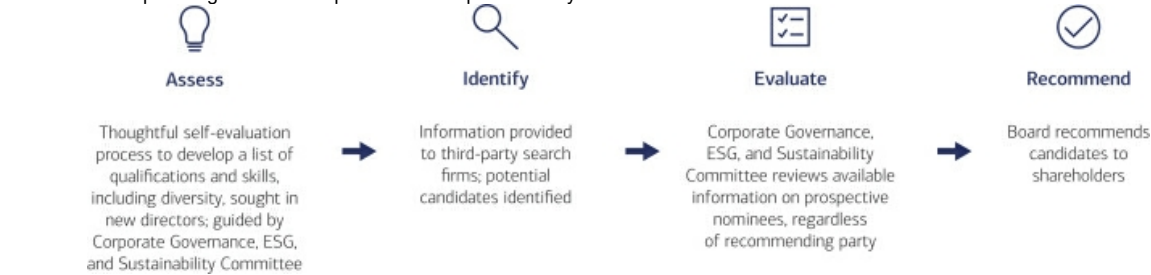 Assess
Thoughtful self-evaluation
process to develop a list of
qualifications and skills,
including diversity, sought in
new directors; guided by
Corporate Governance, ESG,
and Sustainability Committee
Identify
Information provided
to third-party search
firms; potential
candidates identified
Evaluate
Corporate Governance,
ESG, and Sustainability
Committee reviews available
information on prospective
nominees, regardless
of recommending party
Recommend
Board recommends
candidates to
shareholders